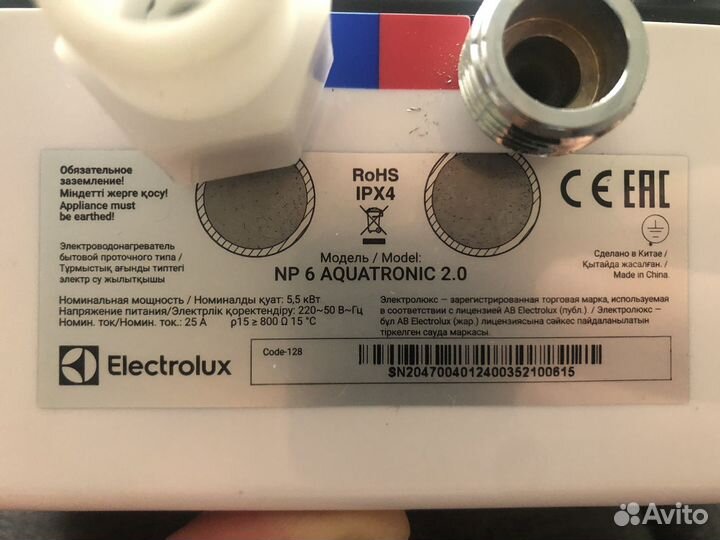 Обязательное
заземление!
Міндетті жерге қосу!
Appliance must
be earthed!
RoHS
IPX4
CE EAC
Электроводонагреватель
бытовой проточного типа /
Тұрмыстық ағынды типтегі
электр су жылытқышы
Модель / Model:
NP 6 AQUATRONIC 2.0
Сделано в Китае /
Қытайда жасалған. /
Made in China.
Номинальная мощность / Номиналды қуат: 5,5 кВт
Напряжение питания/Электрлік қоректендіру: 220~50 В~Гц
Номин. ток/Номин. ток.: 25 А ρ15 ≥ 800 Ω 15 °C
Электролюкс – зарегистрированная торговая марка, используемая
в соответствии с лицензией AB Electrolux (публ.). / Электролюкс –
бұл AB Electrolux (жар.) лицензиясына сәйкес пайдаланылатын
тіркелген сауда маркасы.
Electrolux
Code-128
SN2047004012400352100615
Avito